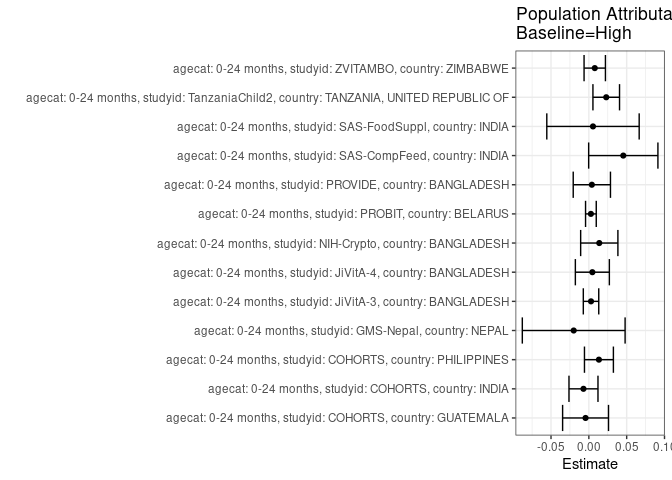 Population Attributa
Baseline=High
agecat: 0-24 months, studyid: ZVITAMBO, country: ZIMBABWE
agecat: 0-24 months, studyid: TanzaniaChild2, country: TANZANIA, UNITED REPUBLIC OF
agecat: 0-24 months, studyid: SAS-FoodSuppl, country: INDIA
agecat: 0-24 months, studyid: SAS-CompFeed, country: INDIA
agecat: 0-24 months, studyid: PROVIDE, country: BANGLADESH
agecat: 0-24 months, studyid: PROBIT, country: BELARUS
agecat: 0-24 months, studyid: NIH-Crypto, country: BANGLADESH
agecat: 0-24 months, studyid: JiVitA-4, country: BANGLADESH
agecat: 0-24 months, studyid: JiVitA-3, country: BANGLADESH
agecat: 0-24 months, studyid: GMS-Nepal, country: NEPAL
agecat: 0-24 months, studyid: COHORTS, country: PHILIPPINES
agecat: 0-24 months, studyid: COHORTS, country: INDIA
agecat: 0-24 months, studyid: COHORTS, country: GUATEMALA
-0.05 0.00 0.05 0.10
Estimate